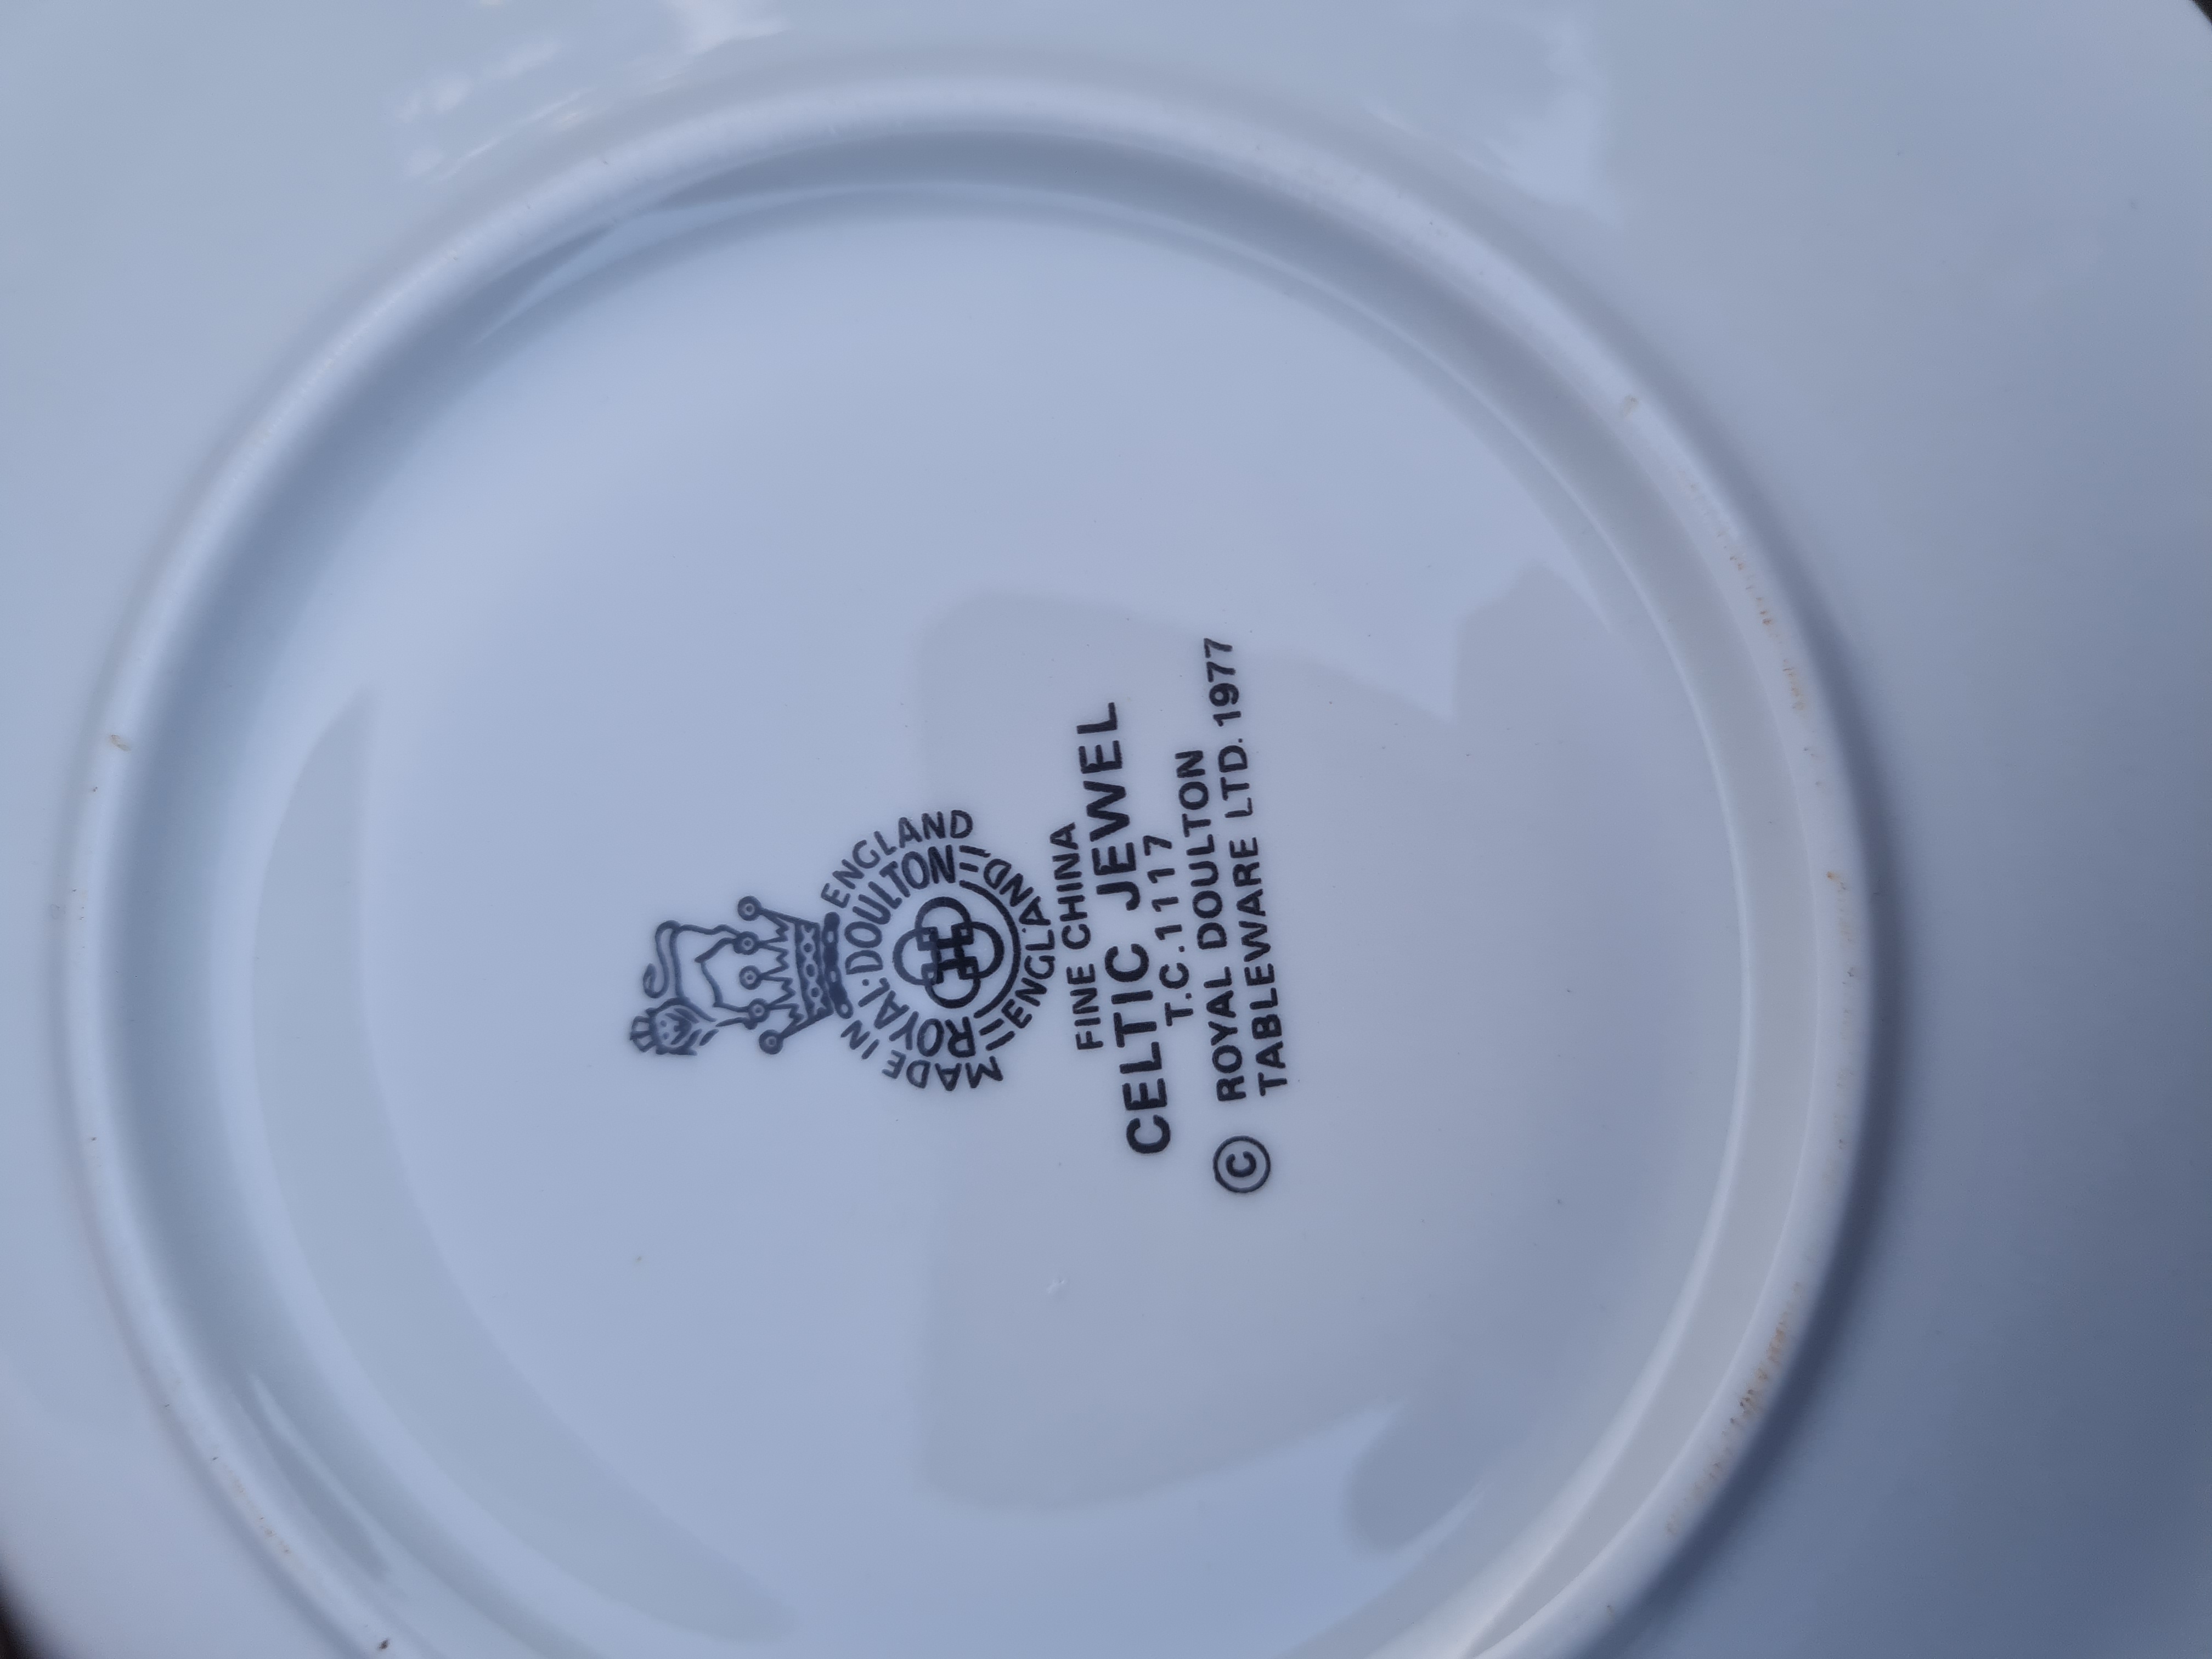 MADE IN ENGLAND
ROYAL·DOULTON
ENGLAND
FINE CHINA
CELTIC JEWEL
T.C.1117
© ROYAL DOULTON
TABLEWARE LTD. 1977